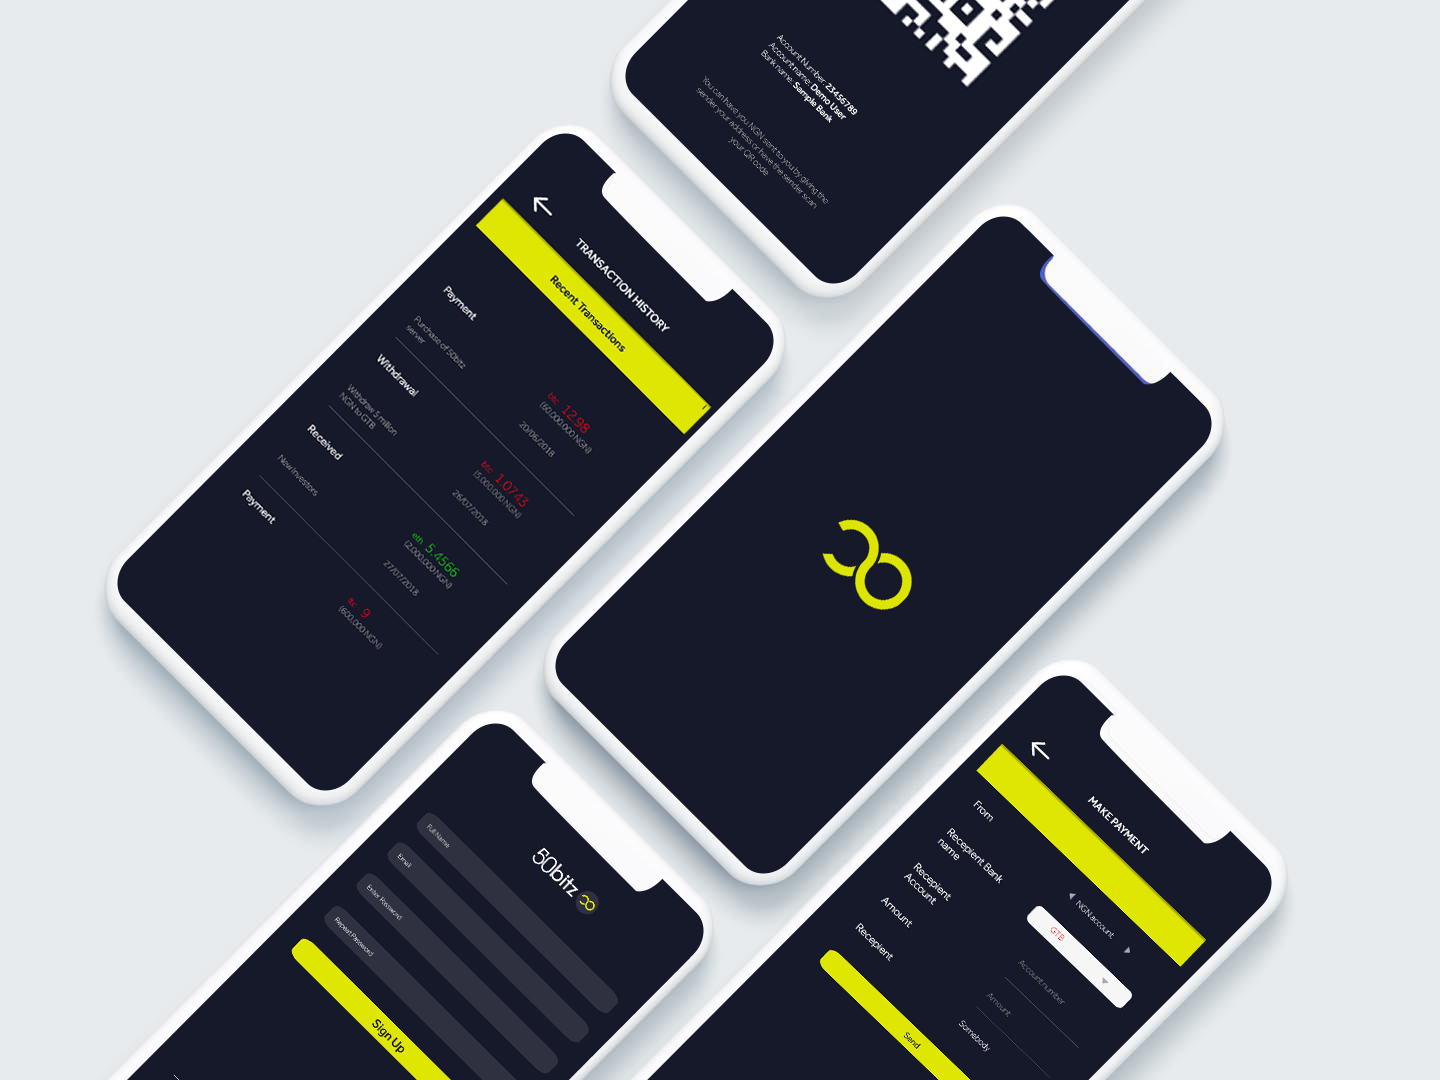 Account Number: 23456789
Account name: Demo User
Bank name: Sample Bank
You can have you NGN sent to you by giving the
sender your address or have the sender scan
your QR code
TRANSACTION HISTORY
Recent Transactions
Payment
Purchase of 50bitz
server
btc 12.98
(50,000,000 NGN)
20/06/2018
Withdrawal
Withdraw 5 million
NGN to GTB
btc 1.0743
(5,000,000 NGN)
26/07/2018
Received
New investors
eth 5.4566
(2,000,000 NGN)
27/07/2018
Payment
ltc 9
(600,000 NGN)
50bitz
Full Name
Email
Enter Password
Repeat Password
Sign Up
MAKE PAYMENT
From
NGN account
Recepient Bank
name
GTB
Recepient
Account
Account number
Amount
Amount
Recepient
Somebody
Send